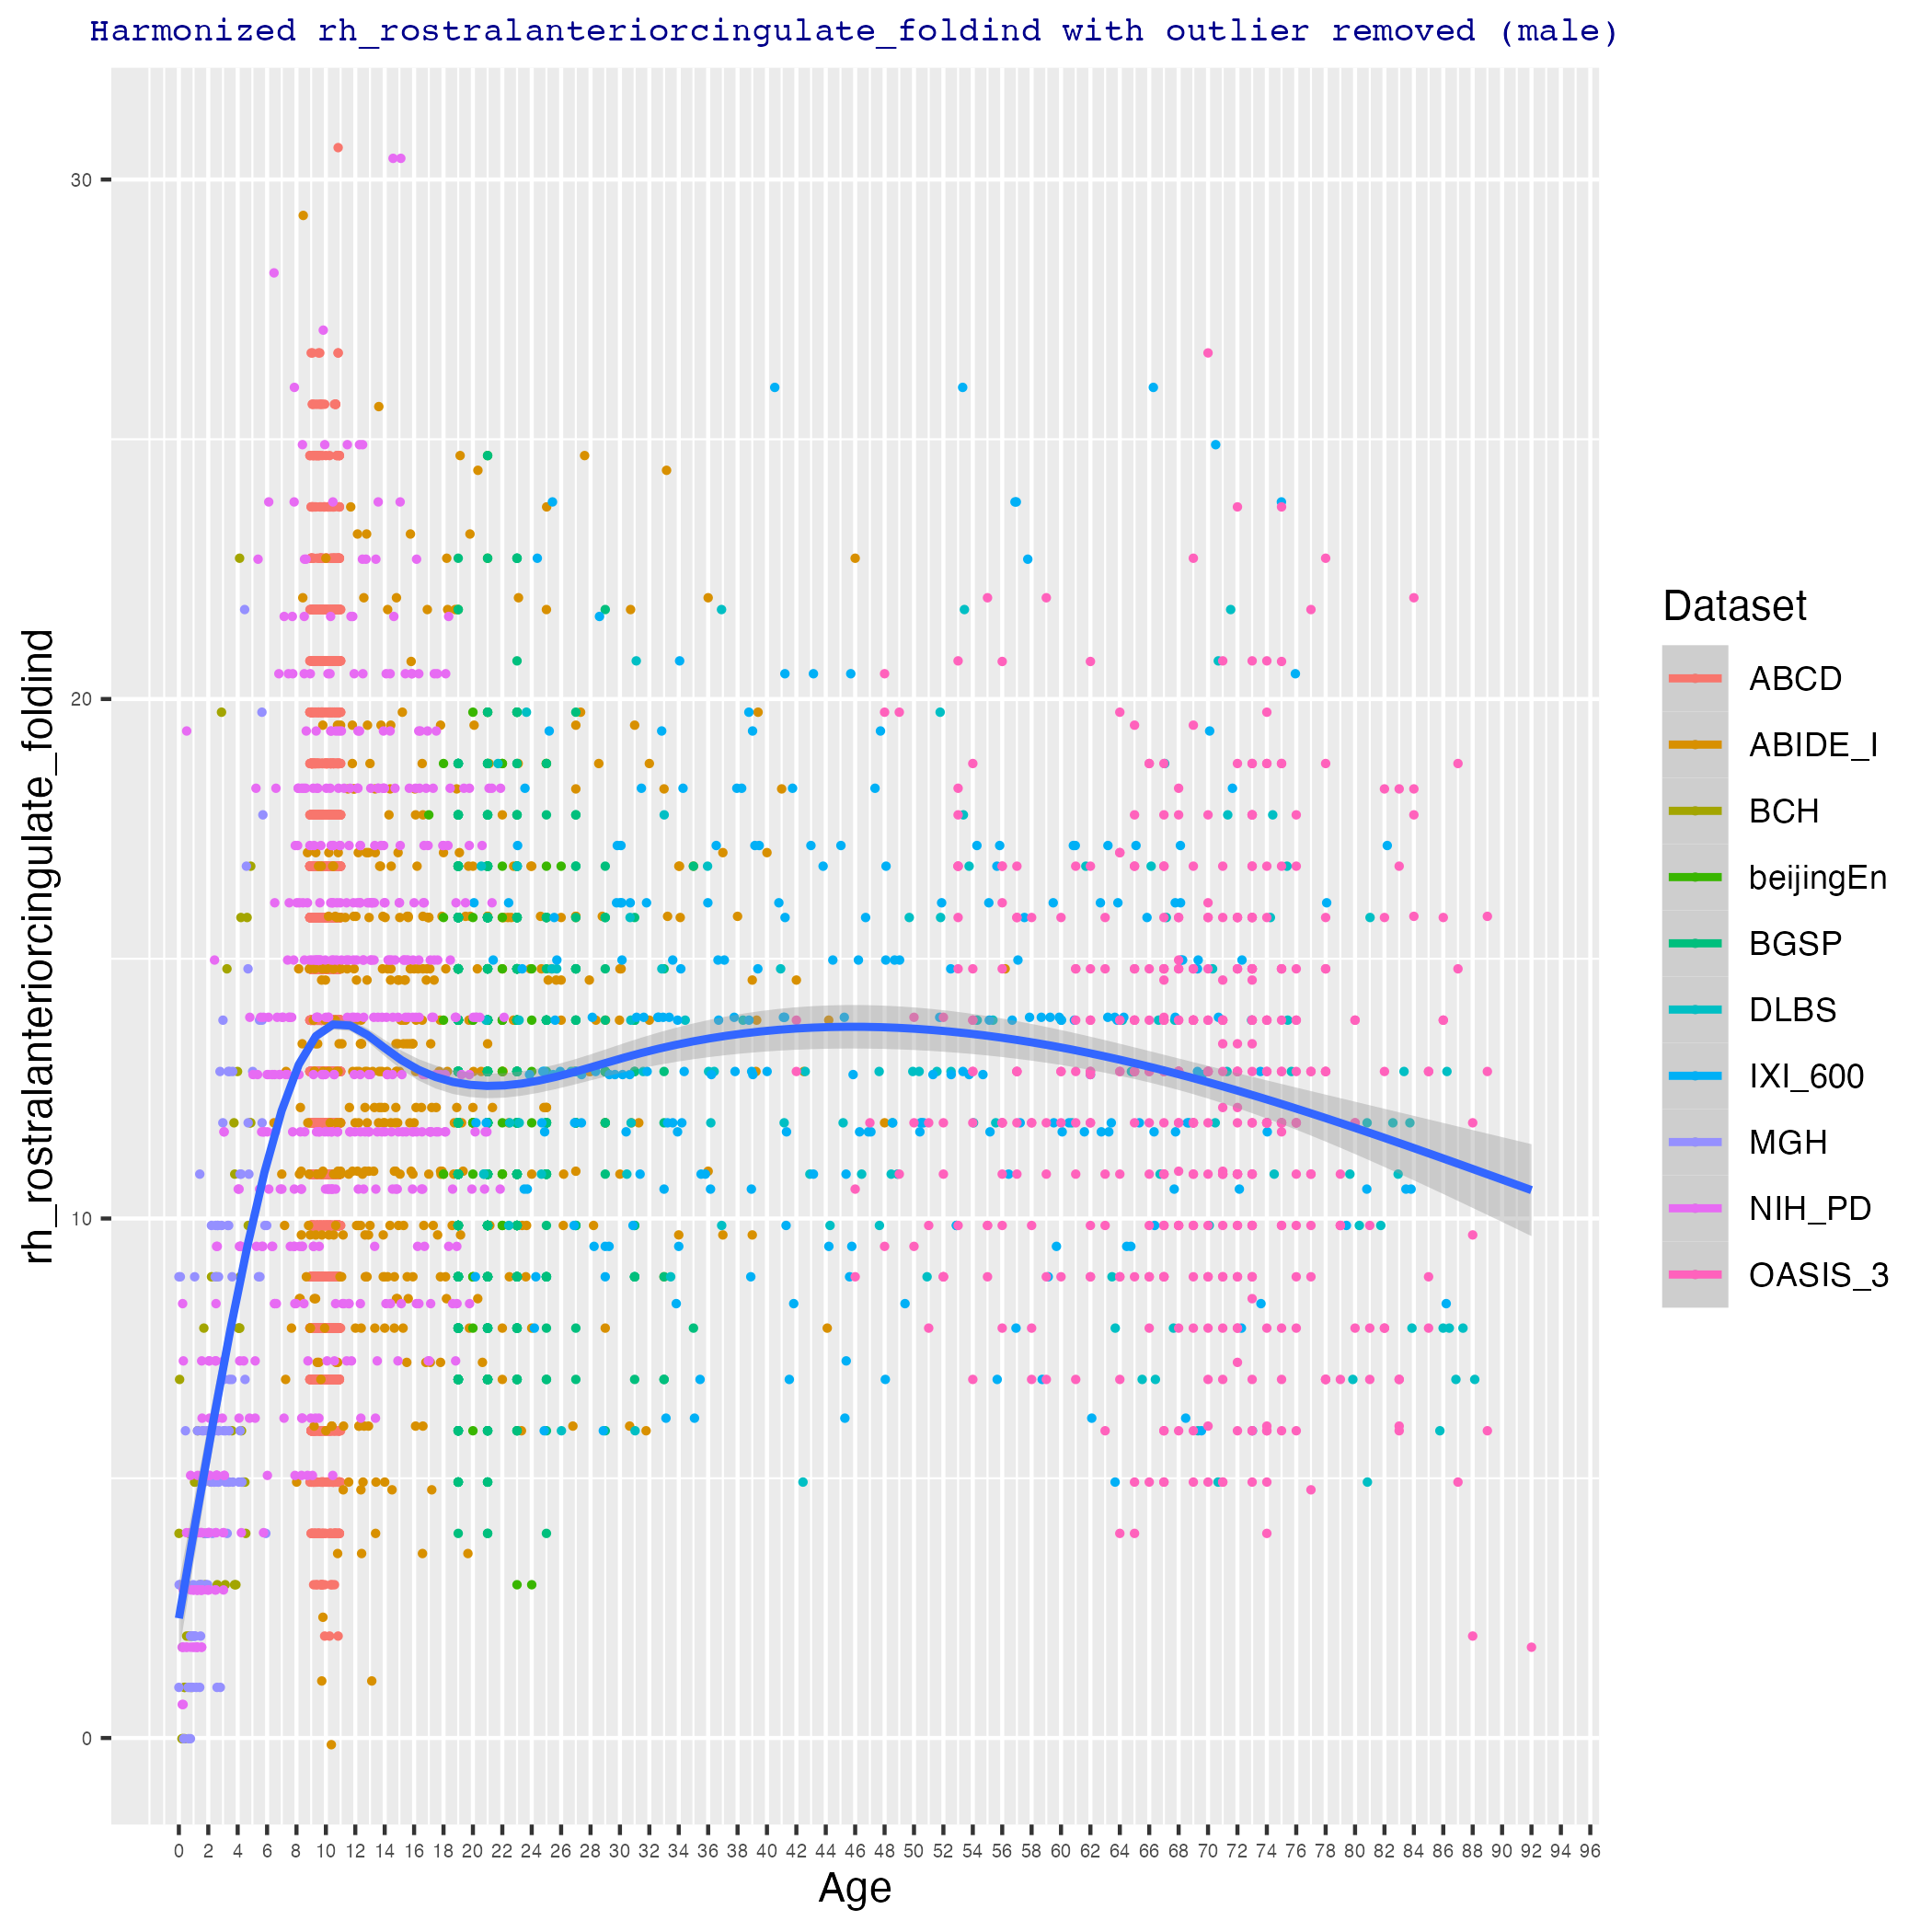 Harmonized rh_rostralanteriorcingulate_foldind with outlier removed (male)
rh_rostralanteriorcingulate_foldind
30
20
10
0
0 2 4 6 8 10 12 14 16 18 20 22 24 26 28 30 32 34 36 38 40 42 44 46 48 50 52 54 56 58 60 62 64 66 68 70 72 74 76 78 80 82 84 86 88 90 92 94 96
Age
Dataset
ABCD
ABIDE_I
BCH
beijingEn
BGSP
DLBS
IXI_600
MGH
NIH_PD
OASIS_3